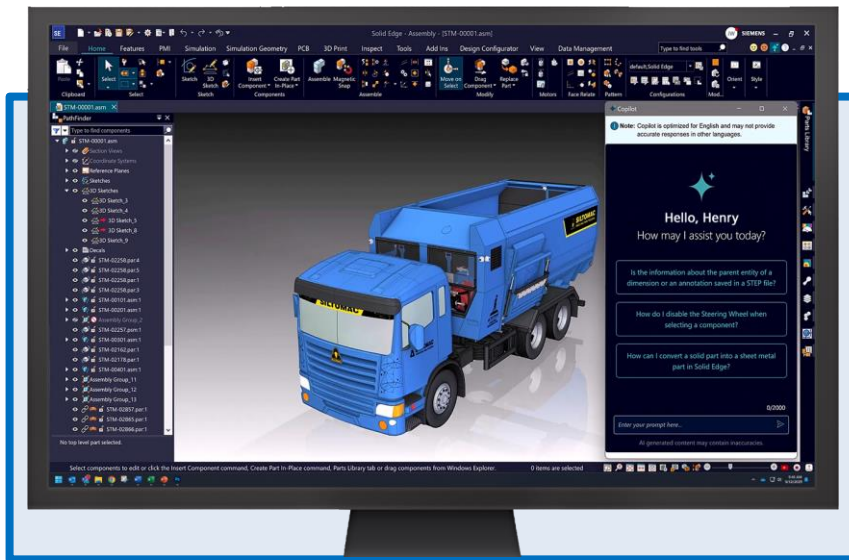 SE
Solid Edge - Assembly - [STM-00001.asm]
SIEMENS
File Home Features PMI Simulation Simulation Geometry PCB 3D Print Inspect Tools Add Ins Design Configurator View Data Management Type to find tools
Paste
Select
Sketch
3D Sketch
Insert Component
Create Part In-Place
Assemble
Magnetic Snap
Move on Select
Drag Component
Replace Part
default,Solid Edge
Orient
Style
Clipboard Select Sketch Components Assemble Modify Motors Face Relate Pattern Configurations Mod...
STM-00001.asm
PathFinder
Type to find components
STM-00001.asm
Section Views
Coordinate Systems
Reference Planes
Sketches
3D Sketches
3D Sketch_3
3D Sketch_4
3D Sketch_5
3D Sketch_8
3D Sketch_9
Decals
STM-02258.par:4
STM-02258.par:5
STM-02258.par:1
STM-02258.par:3
STM-00101.asm:1
STM-00201.asm:1
Assembly Group_2
STM-02257.psm:1
STM-00301.asm:1
STM-02162.par:1
STM-02178.par:1
STM-00401.asm:1
Assembly Group_11
Assembly Group_12
Assembly Group_13
STM-02857.par:1
STM-02865.par:1
STM-02866.par:1
No top level part selected.
SILTOMAC
SILTOMAC
Copilot
Note: Copilot is optimized for English and may not provide
accurate responses in other languages.
Hello, Henry
How may I assist you today?
Is the information about the parent entity of a
dimension or an annotation saved in a STEP file?
How do I disable the Steering Wheel when
selecting a component?
How can I convert a solid part into a sheet metal
part in Solid Edge?
0/2000
Enter your prompt here...
AI generated content may contain inaccuracies
Parts Library
Select components to edit or click the Insert Component command, Create Part In-Place command, Parts Library tab or drag components from Windows Explorer.
0 items are selected